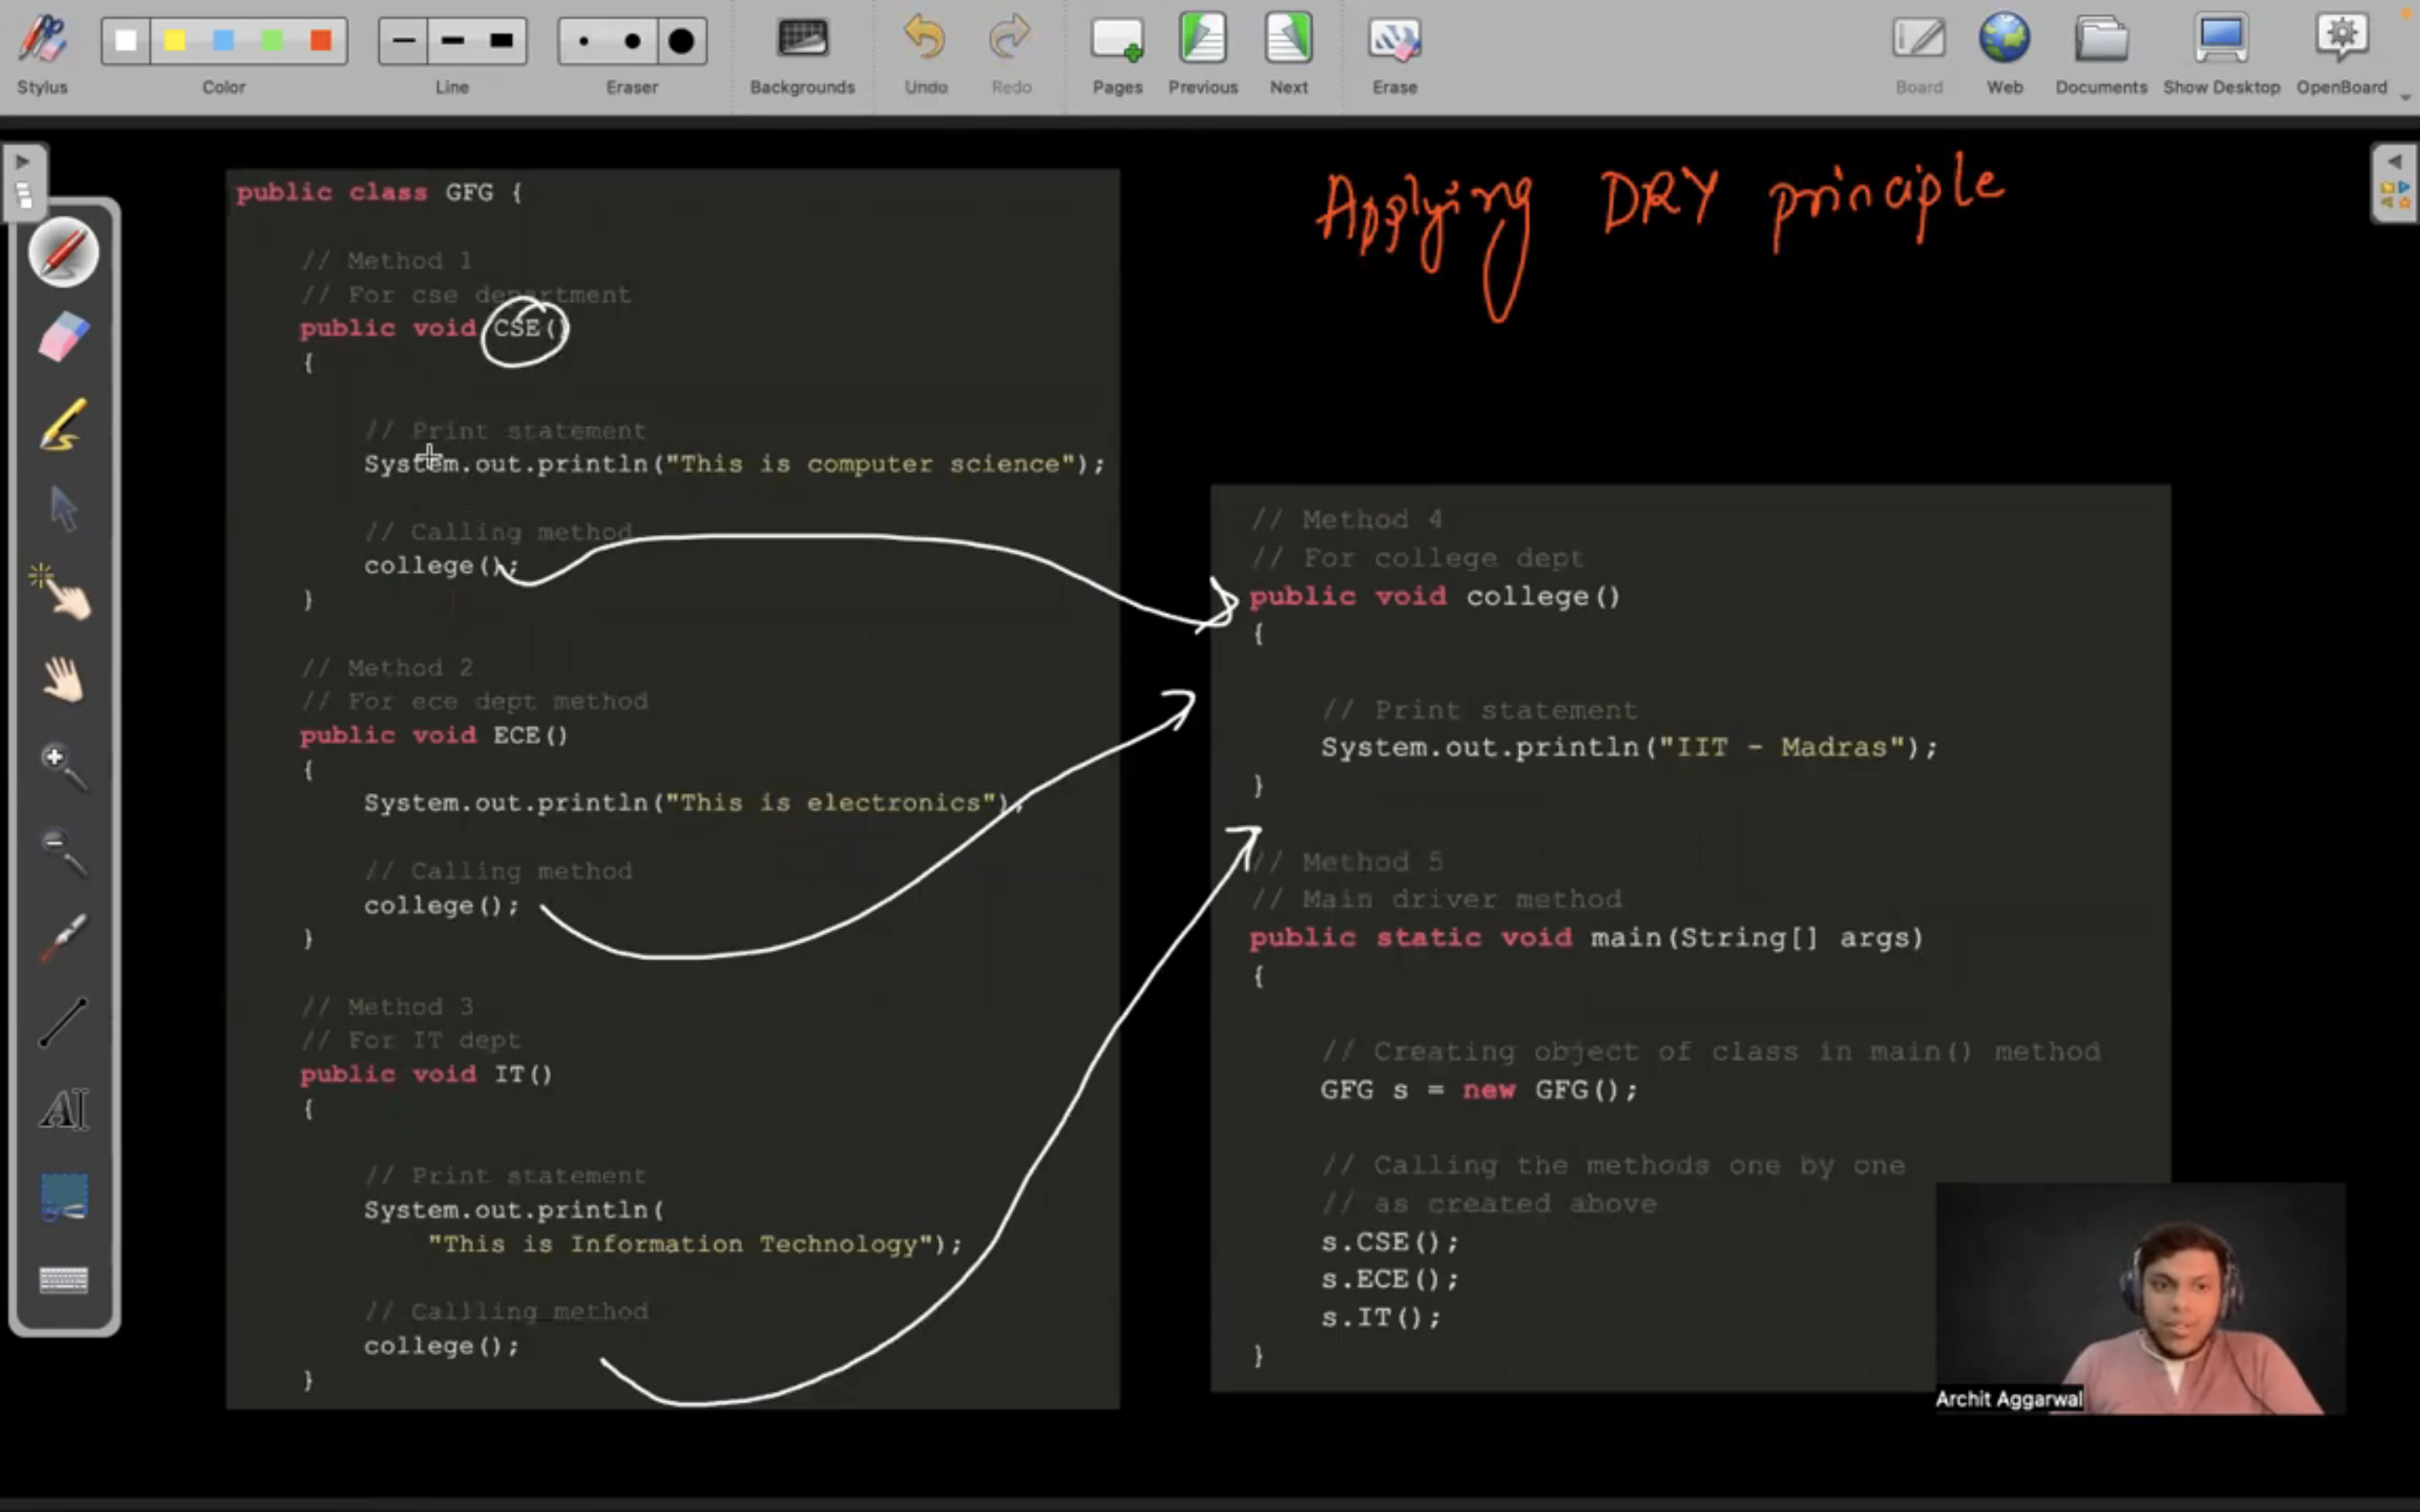 Stylus
Color
Line
Eraser
Backgrounds
Undo
Redo
Pages
Previous
Next
Erase
Board
Web
Documents
Show Desktop
OpenBoard
Applying DRY principle
public class GFG {
// Method 1
// For cse department
public void CSE()
{
// Print statement
System.out.println("This is computer science");
// Calling method
college();
}
// Method 2
// For ece dept method
public void ECE()
{
System.out.println("This is electronics");
// Calling method
college();
}
// Method 3
// For IT dept
public void IT()
{
// Print statement
System.out.println(
"This is Information Technology");
// Callling method
college();
}
// Method 4
// For college dept
public void college()
{
// Print statement
System.out.println("IIT - Madras");
}
// Method 5
// Main driver method
public static void main(String[] args)
{
// Creating object of class in main() method
GFG s = new GFG();
// Calling the methods one by one
// as created above
s.CSE();
s.ECE();
s.IT();
}
Archit Aggarwal